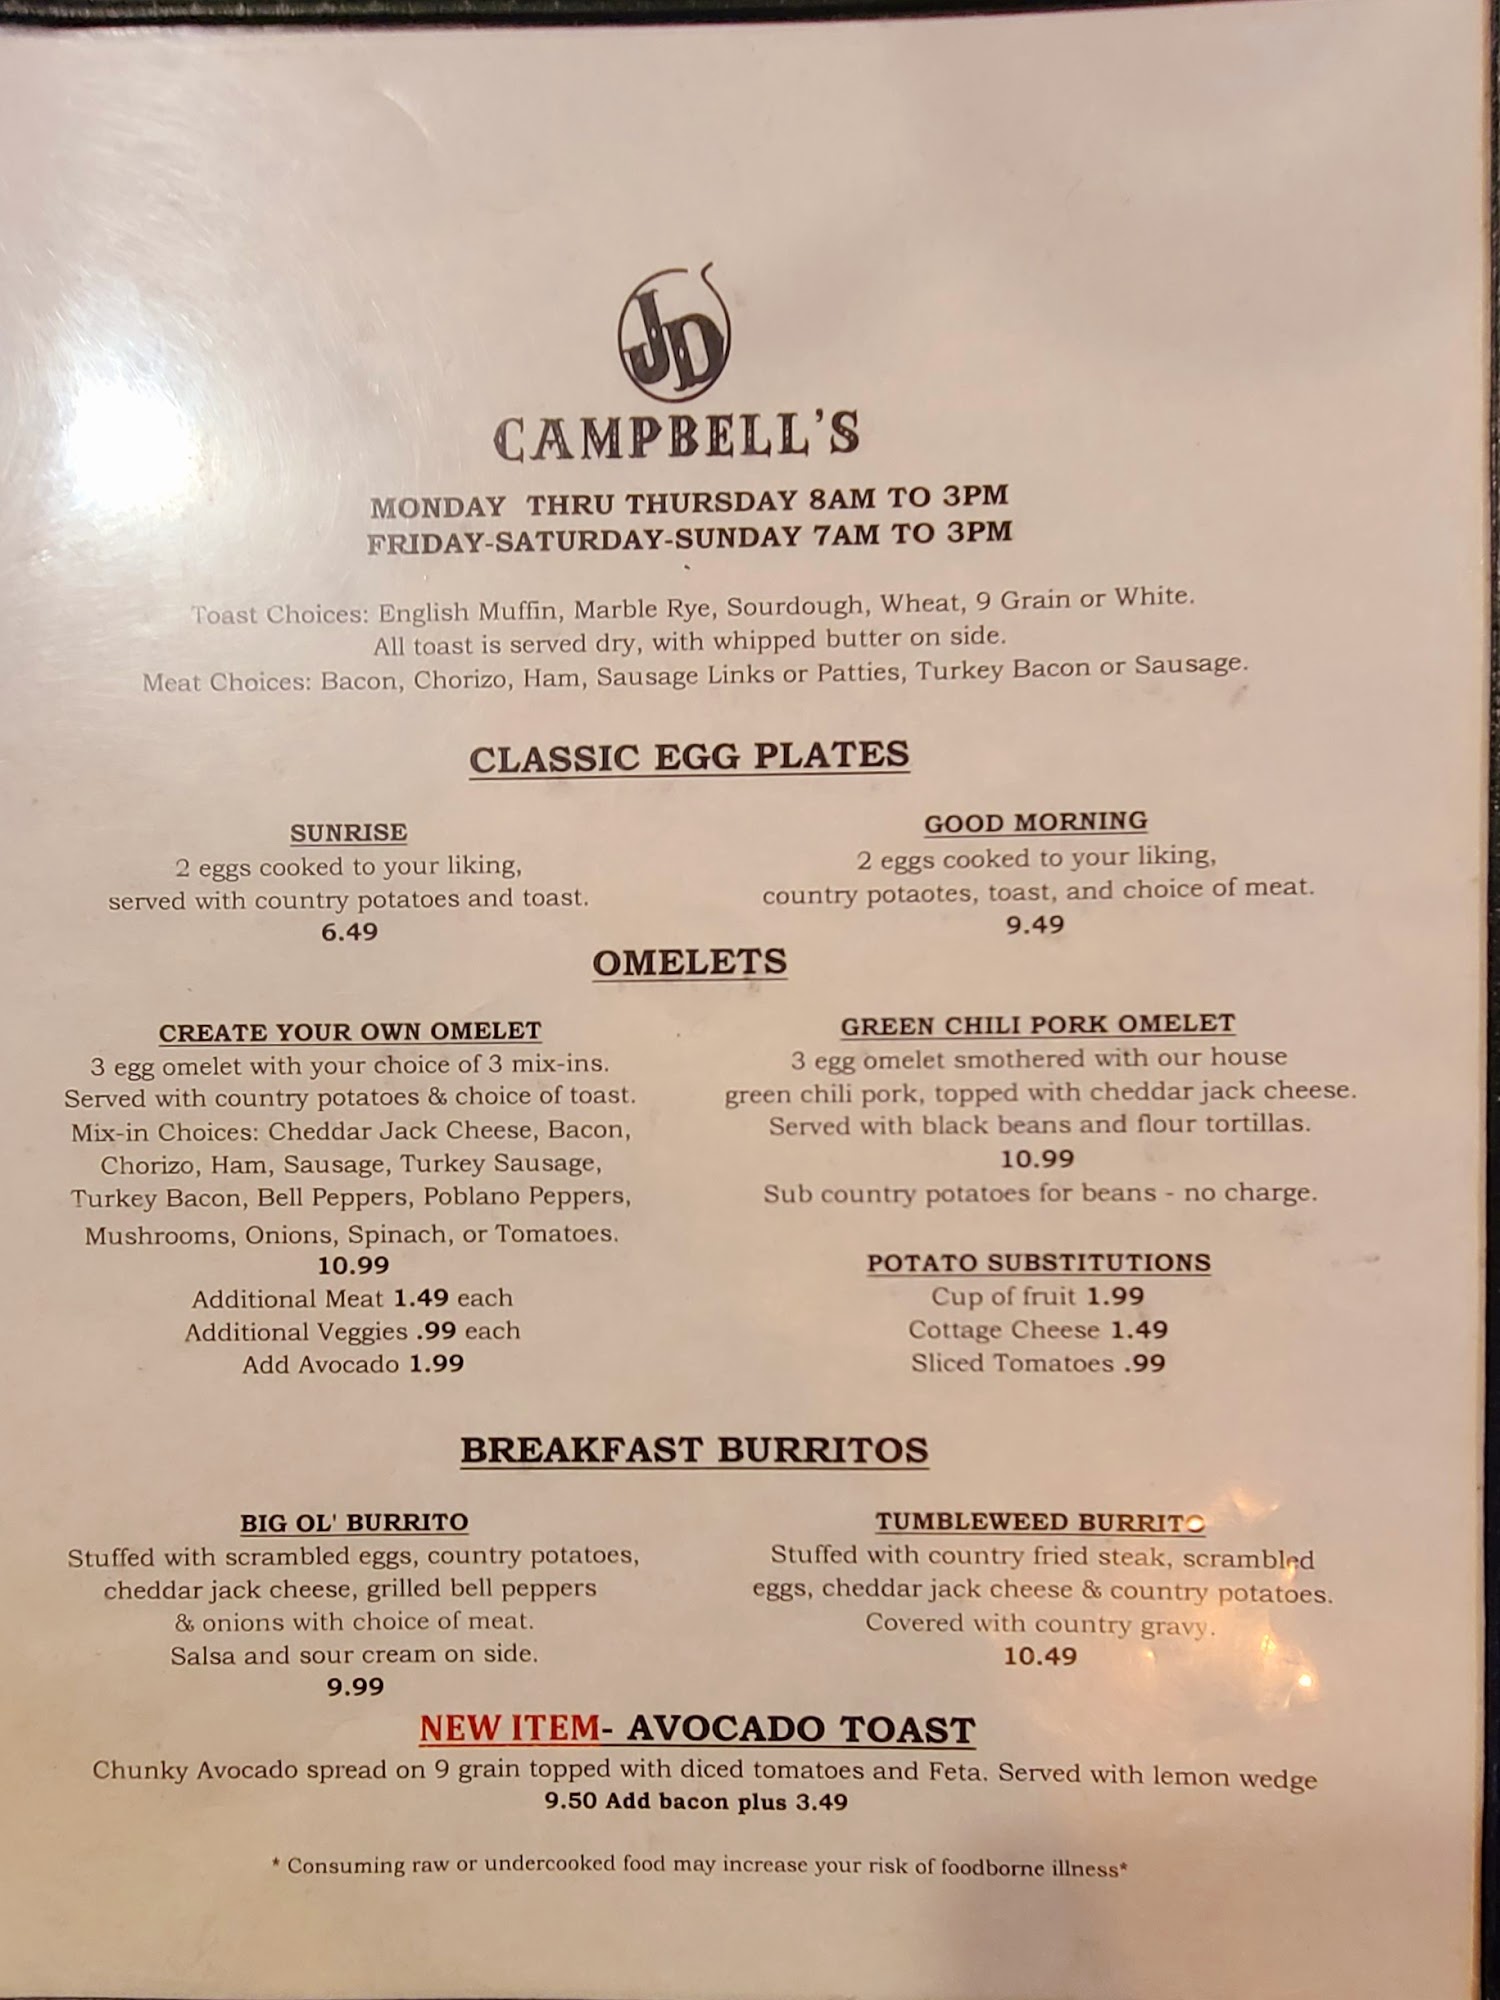 JD
CAMPBELL'S
MONDAY THRU THURSDAY 8AM TO 3PM
FRIDAY-SATURDAY-SUNDAY 7AM TO 3PM
Toast Choices: English Muffin, Marble Rye, Sourdough, Wheat, 9 Grain or White.
All toast is served dry, with whipped butter on side.
Meat Choices: Bacon, Chorizo, Ham, Sausage Links or Patties, Turkey Bacon or Sausage.
CLASSIC EGG PLATES
SUNRISE
2 eggs cooked to your liking,
served with country potatoes and toast.
6.49
GOOD MORNING
2 eggs cooked to your liking,
country potaotes, toast, and choice of meat.
9.49
OMELETS
CREATE YOUR OWN OMELET
3 egg omelet with your choice of 3 mix-ins.
Served with country potatoes & choice of toast.
Mix-in Choices: Cheddar Jack Cheese, Bacon,
Chorizo, Ham, Sausage, Turkey Sausage,
Turkey Bacon, Bell Peppers, Poblano Peppers,
Mushrooms, Onions, Spinach, or Tomatoes.
10.99
Additional Meat 1.49 each
Additional Veggies .99 each
Add Avocado 1.99
GREEN CHILI PORK OMELET
3 egg omelet smothered with our house
green chili pork, topped with cheddar jack cheese.
Served with black beans and flour tortillas.
10.99
Sub country potatoes for beans - no charge.
POTATO SUBSTITUTIONS
Cup of fruit 1.99
Cottage Cheese 1.49
Sliced Tomatoes .99
BREAKFAST BURRITOS
BIG OL' BURRITO
Stuffed with scrambled eggs, country potatoes,
cheddar jack cheese, grilled bell peppers
& onions with choice of meat.
Salsa and sour cream on side.
9.99
TUMBLEWEED BURRITO
Stuffed with country fried steak, scrambled
eggs, cheddar jack cheese & country potatoes.
Covered with country gravy.
10.49
NEW ITEM- AVOCADO TOAST
Chunky Avocado spread on 9 grain topped with diced tomatoes and Feta. Served with lemon wedge
9.50 Add bacon plus 3.49
* Consuming raw or undercooked food may increase your risk of foodborne illness*